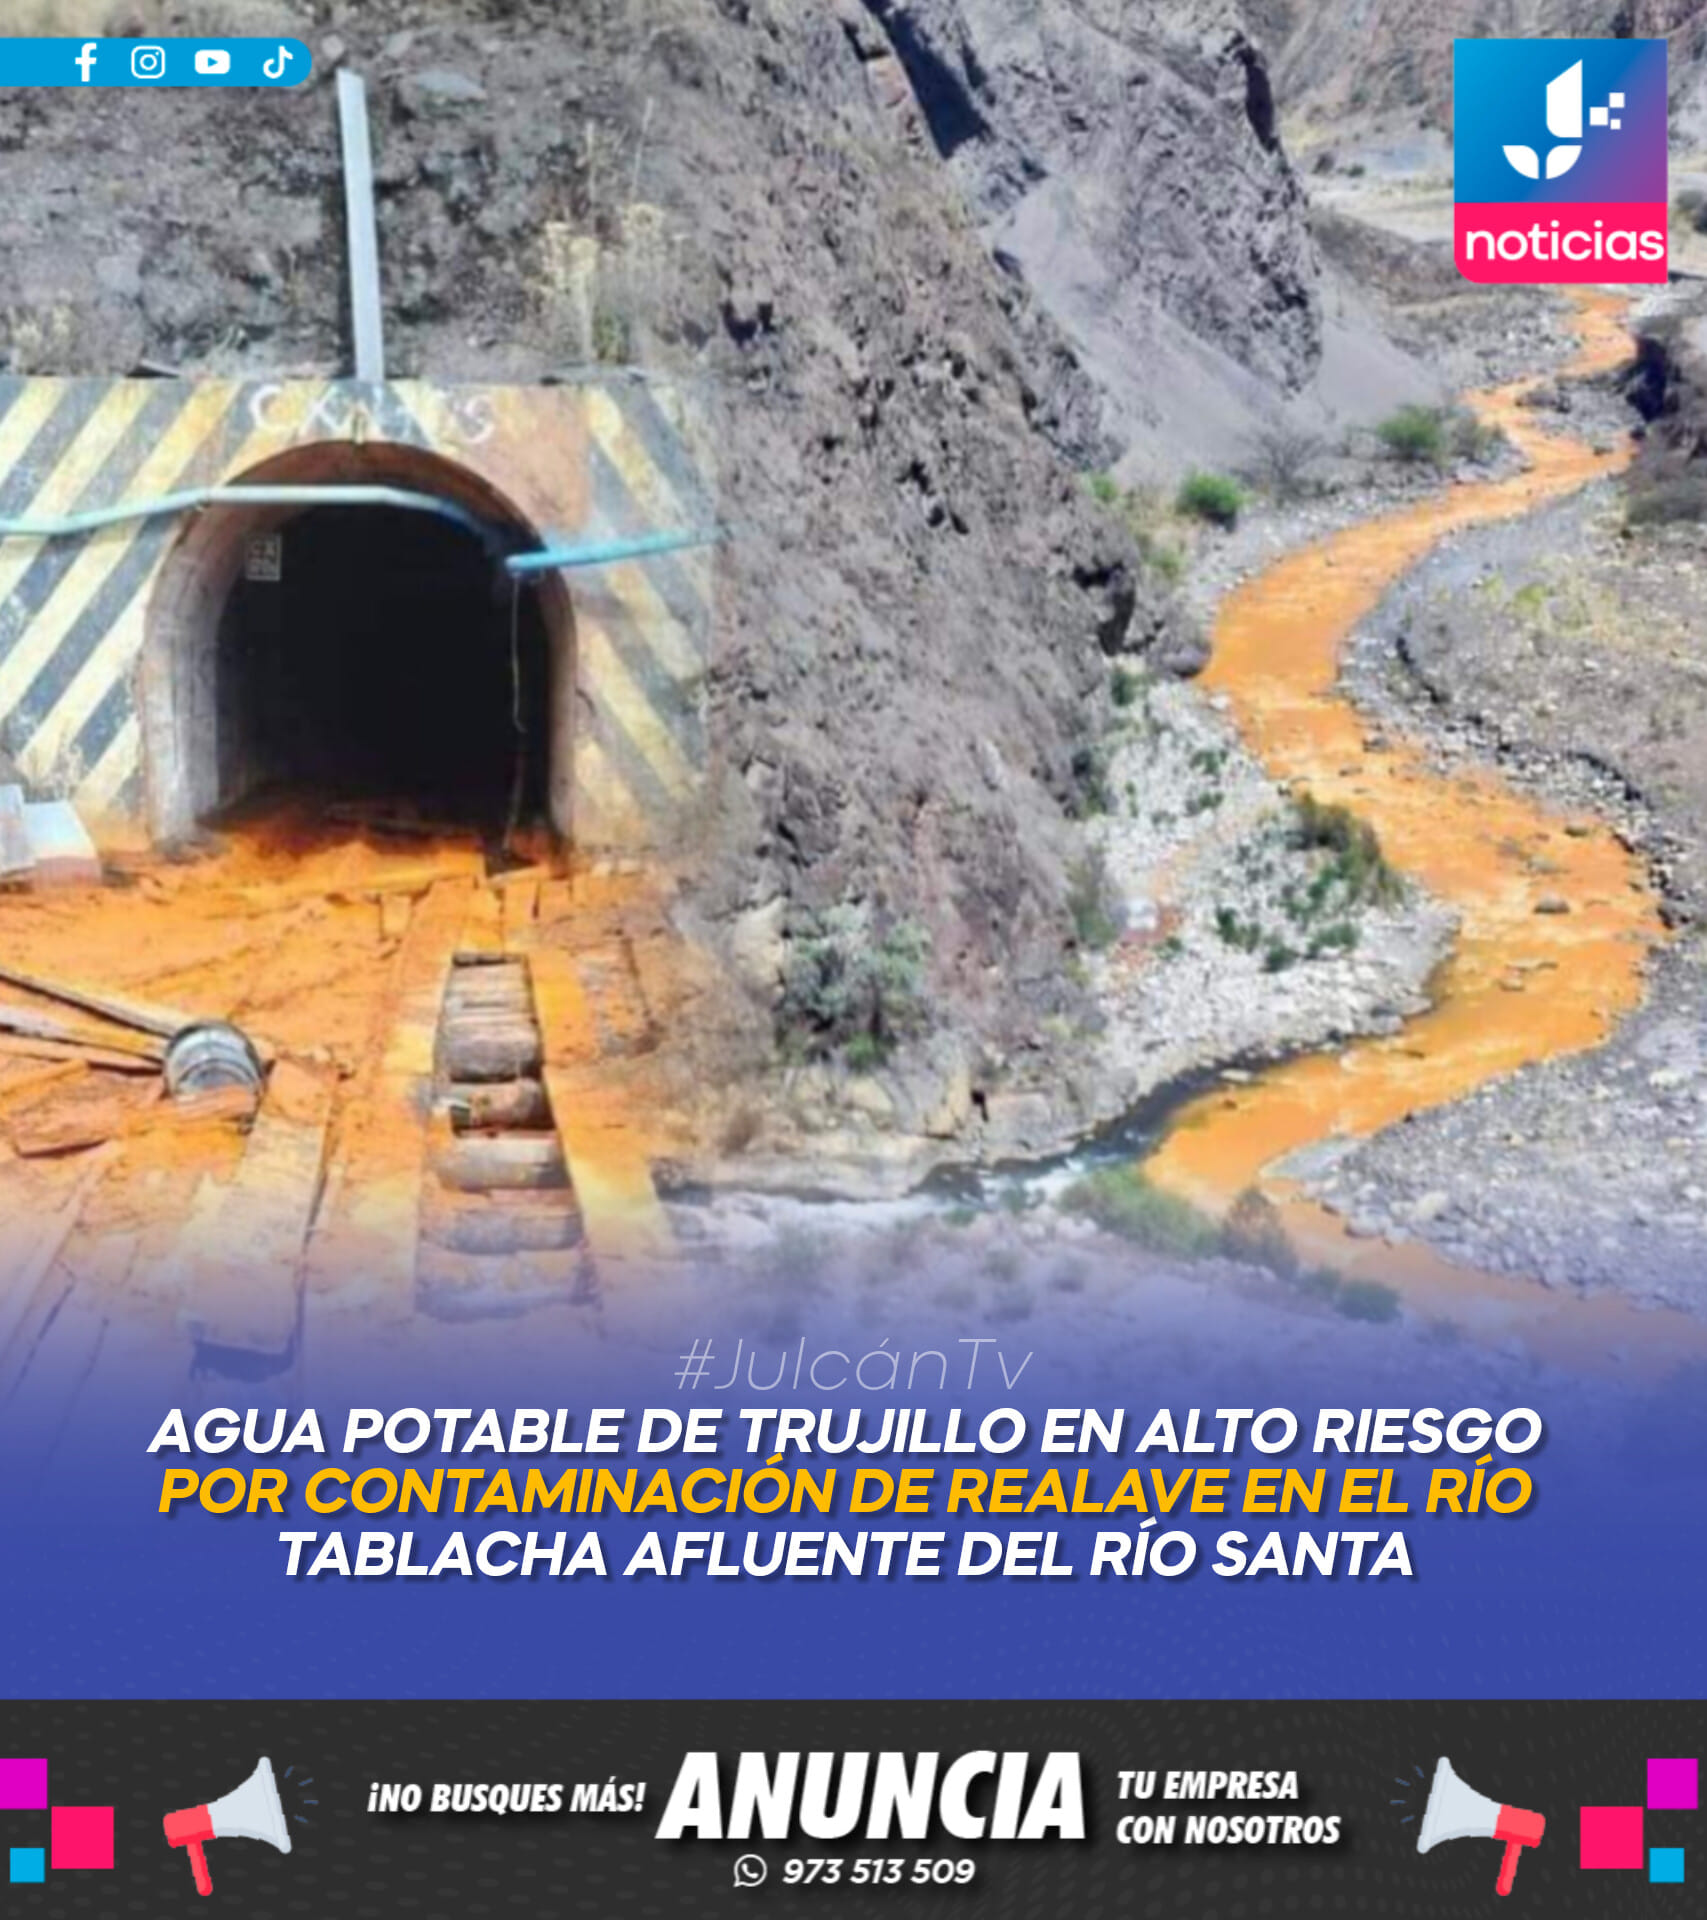 noticias
#JulcánTv
AGUA POTABLE DE TRUJILLO EN ALTO RIESGO
POR CONTAMINACIÓN DE REALAVE EN EL RÍO
TABLACHA AFLUENTE DEL RÍO SANTA
¡NO BUSQUES MÁS!
ANUNCIA
TU EMPRESA
CON NOSOTROS
973 513 509